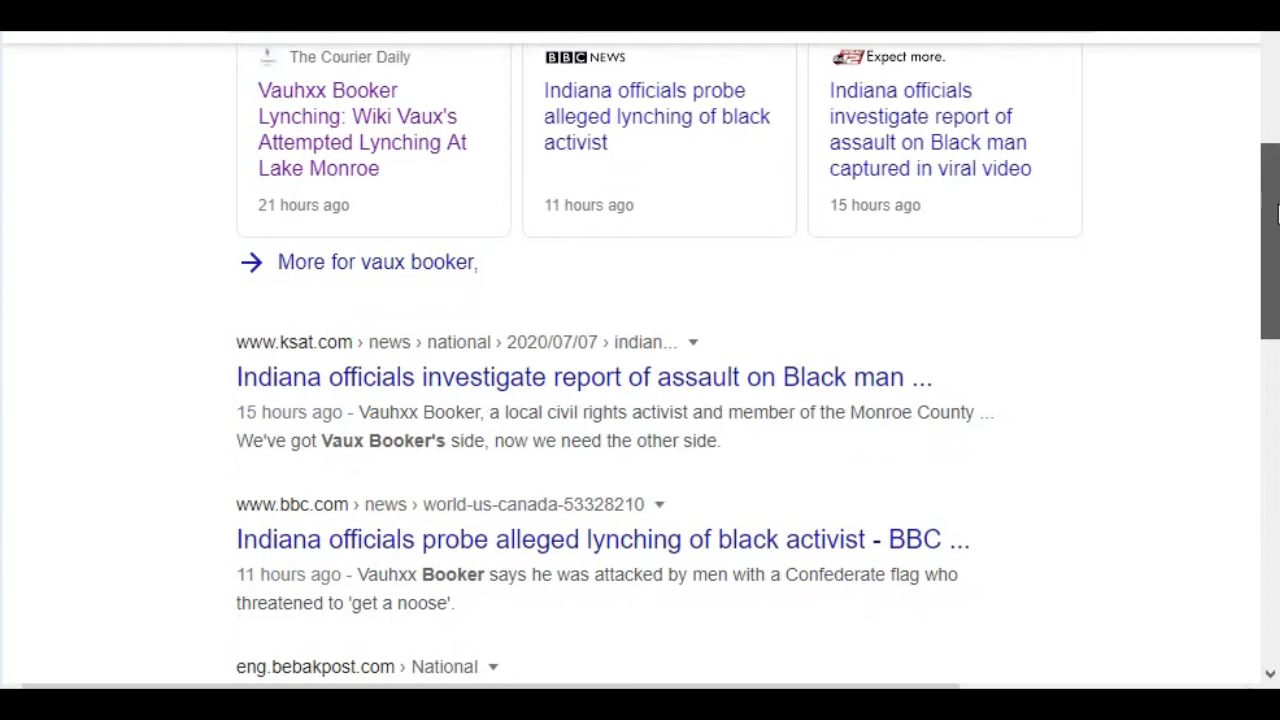 The Courier Daily
Vauhxx Booker
Lynching: Wiki Vaux's
Attempted Lynching At
Lake Monroe
21 hours ago
BBC NEWS
Indiana officials probe
alleged lynching of black
activist
11 hours ago
Expect more.
Indiana officials
investigate report of
assault on Black man
captured in viral video
15 hours ago
More for vaux booker,
www.ksat.com › news › national › 2020/07/07 › indian...
Indiana officials investigate report of assault on Black man ...
15 hours ago - Vauhxx Booker, a local civil rights activist and member of the Monroe County ...
We've got Vaux Booker's side, now we need the other side.
www.bbc.com › news › world-us-canada-53328210
Indiana officials probe alleged lynching of black activist - BBC ...
11 hours ago - Vauhxx Booker says he was attacked by men with a Confederate flag who
threatened to 'get a noose'.
eng.bebakpost.com › National